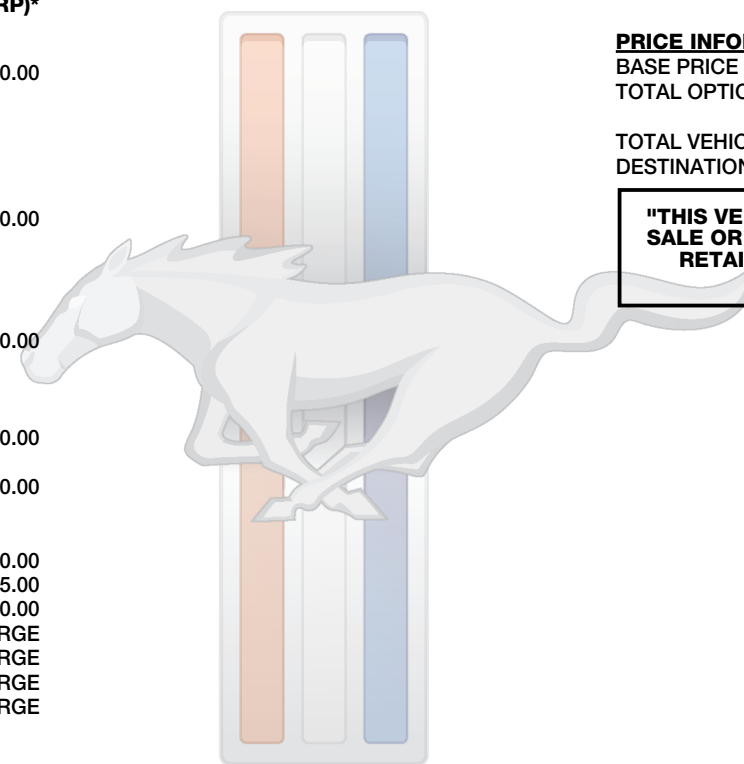 RP)*
0.00
0.00
0.00
0.00
0.00
0.00
5.00
0.00
RGE
RGE
RGE
RGE
PRICE INFO
BASE PRICE
TOTAL OPTIO
TOTAL VEHIC
DESTINATION
"THIS VE
SALE OR
RETAI